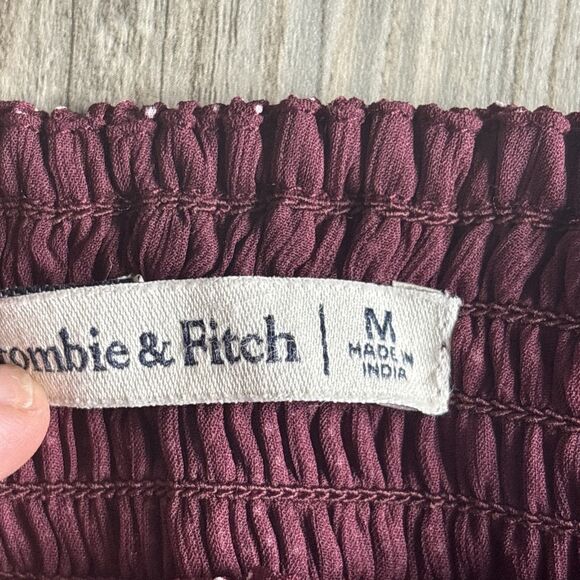 rombie & Fitch | M
MADE IN
INDIA